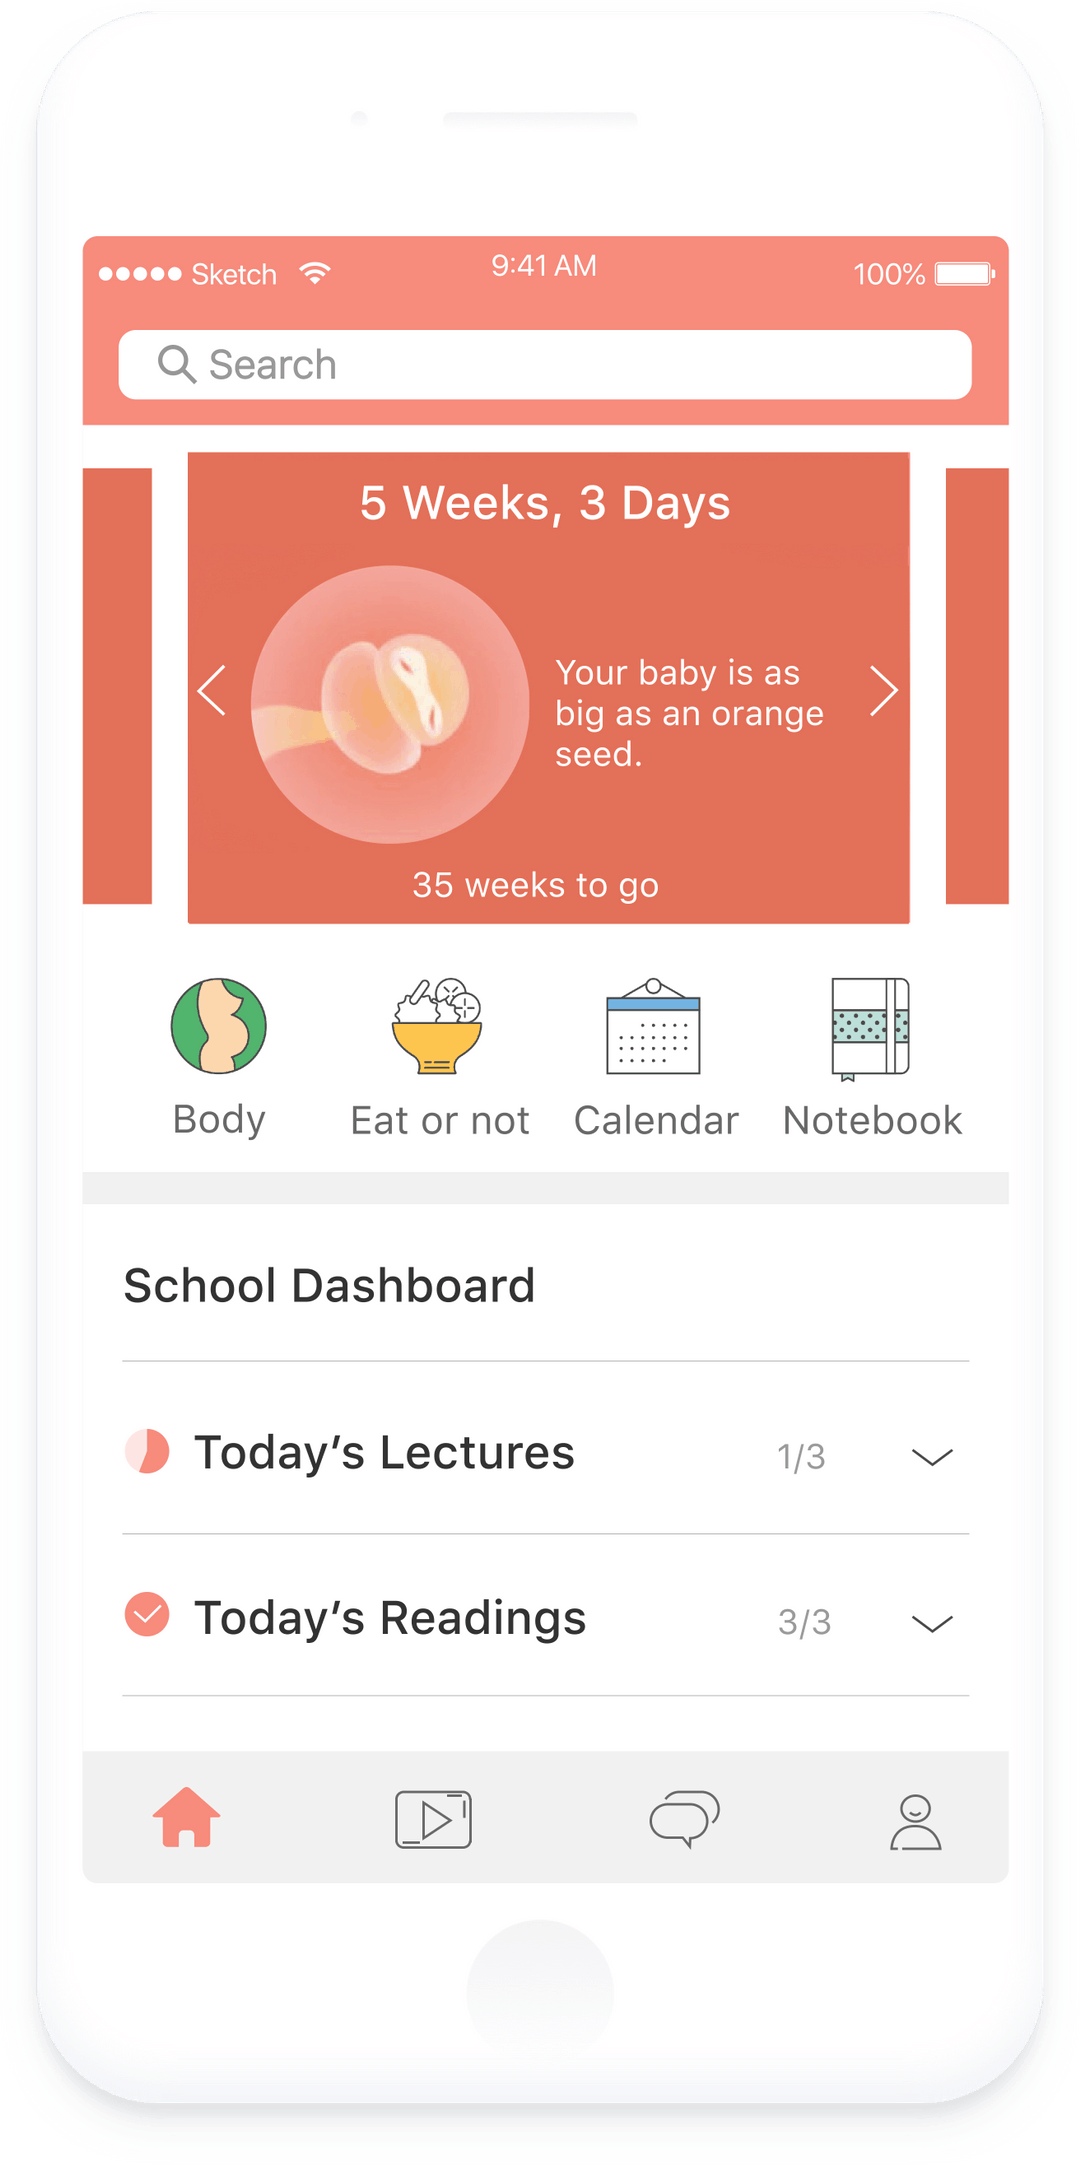 Sketch 9:41 AM 100%
Search
5 Weeks, 3 Days
Your baby is as
big as an orange
seed.
35 weeks to go
Body Eat or not Calendar Notebook
School Dashboard
Today’s Lectures 1/3
Today’s Readings 3/3